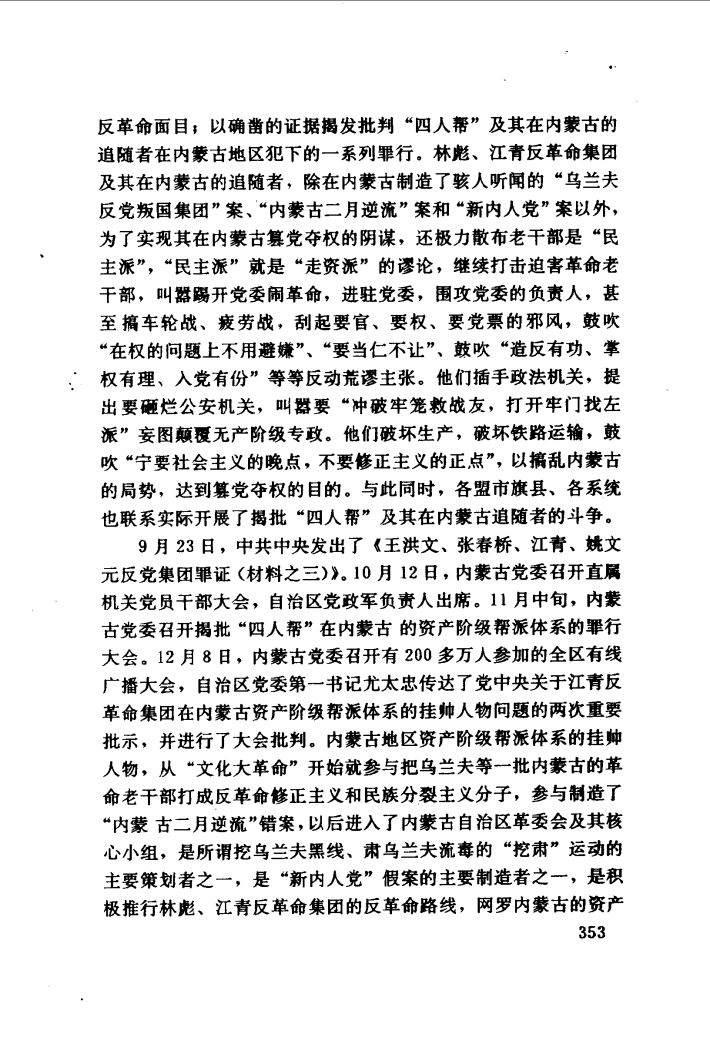 反革命面目；以确凿的证据揭发批判“四人帮”及其在内蒙古的
追随者在内蒙古地区犯下的一系列罪行。林彪、江青反革命集团
及其在内蒙古的追随者，除在内蒙古制造了骇人听闻的“乌兰夫
反党叛国集团”案、“内蒙古二月逆流”案和“新内人党”案以外，
为了实现其在内蒙古篡党夺权的阴谋，还极力散布老干部是“民
主派”，“民主派”就是“走资派”的谬论，继续打击迫害革命老
干部，叫嚣踢开党委闹革命，进驻党委，围攻党委的负责人，甚
至搞车轮战、疲劳战，刮起要官、要权、要党票的邪风，鼓吹
“在权的问题上不用避嫌”、“要当仁不让”、鼓吹“造反有功、掌
权有理、入党有份”等等反动荒谬主张。他们插手政法机关，提
出要砸烂公安机关，叫嚣要“冲破牢笼救战友，打开牢门找左
派”妄图颠覆无产阶级专政。他们破坏生产，破坏铁路运输，鼓
吹“宁要社会主义的晚点，不要修正主义的正点”，以搞乱内蒙古
的局势，达到篡党夺权的目的。与此同时，各盟市旗县、各系统
也联系实际开展了揭批“四人帮”及其在内蒙古追随者的斗争。
9月23日，中共中央发出了《王洪文、张春桥、江青、姚文
元反党集团罪证（材料之三）》。10月12日，内蒙古党委召开直属
机关党员干部大会，自治区党政军负责人出席。11月中旬，内蒙
古党委召开揭批“四人帮”在内蒙古 的资产阶级帮派体系的罪行
大会。12月8日，内蒙古党委召开有200多万人参加的全区有线
广播大会，自治区党委第一书记尤太忠传达了党中央关于江青反
革命集团在内蒙古资产阶级帮派体系的挂帅人物问题的两次重要
批示，并进行了大会批判。内蒙古地区资产阶级帮派体系的挂帅
人物，从“文化大革命”开始就参与把乌兰夫等一批内蒙古的革
命老干部打成反革命修正主义和民族分裂主义分子，参与制造了
“内蒙 古二月逆流”错案，以后进入了内蒙古自治区革委会及其核
心小组，是所谓挖乌兰夫黑线、肃乌兰夫流毒的“挖肃”运动的
主要策划者之一，是“新内人党”假案的主要制造者之一，是积
极推行林彪、江青反革命集团的反革命路线，网罗内蒙古的资产
353